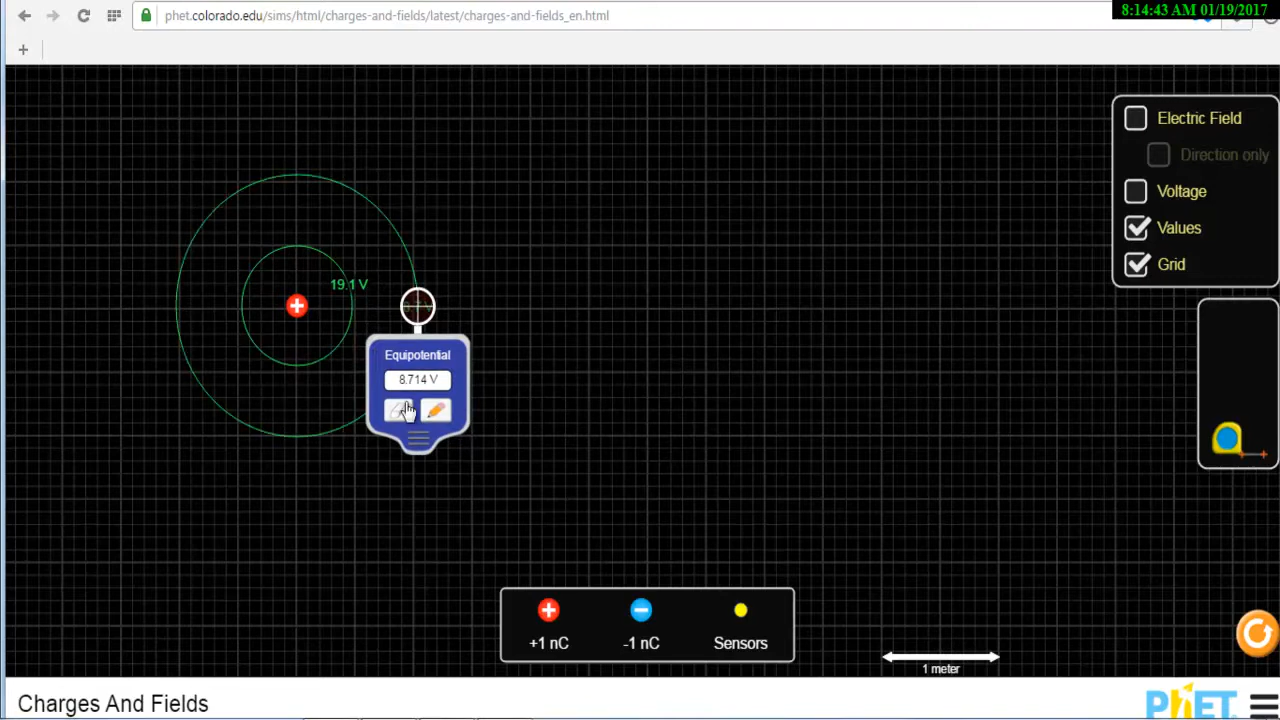 phet.colorado.edu/sims/html/charges-and-fields/latest/charges-and-fields_en.html
8:14:43 AM 01/19/2017
Electric Field
Direction only
Voltage
Values
Grid
19.1 V
Equipotential
8.714 V
+1 nC
-1 nC
Sensors
1 meter
Charges And Fields
PhET